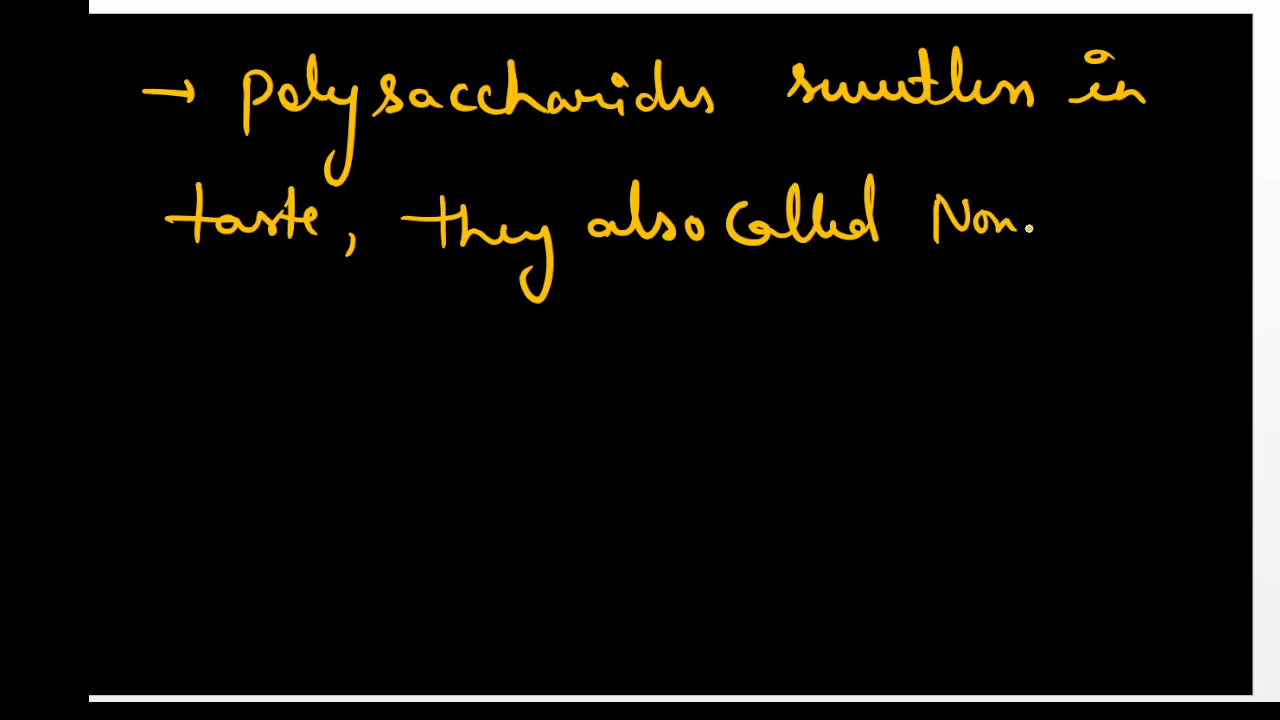 → polysaccharides sweetless in
taste, they also called Non.